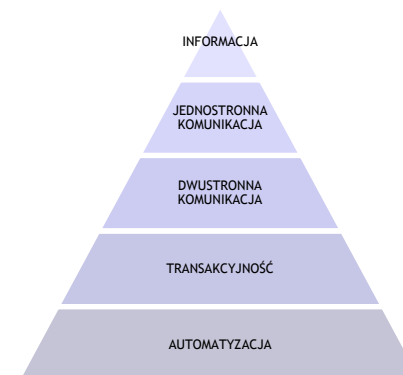 INFORMACJA
JEDNOSTRONNA
KOMUNIKACJA
DWUSTRONNA
KOMUNIKACJA
TRANSAKCYJNOŚĆ
AUTOMATYZACJA